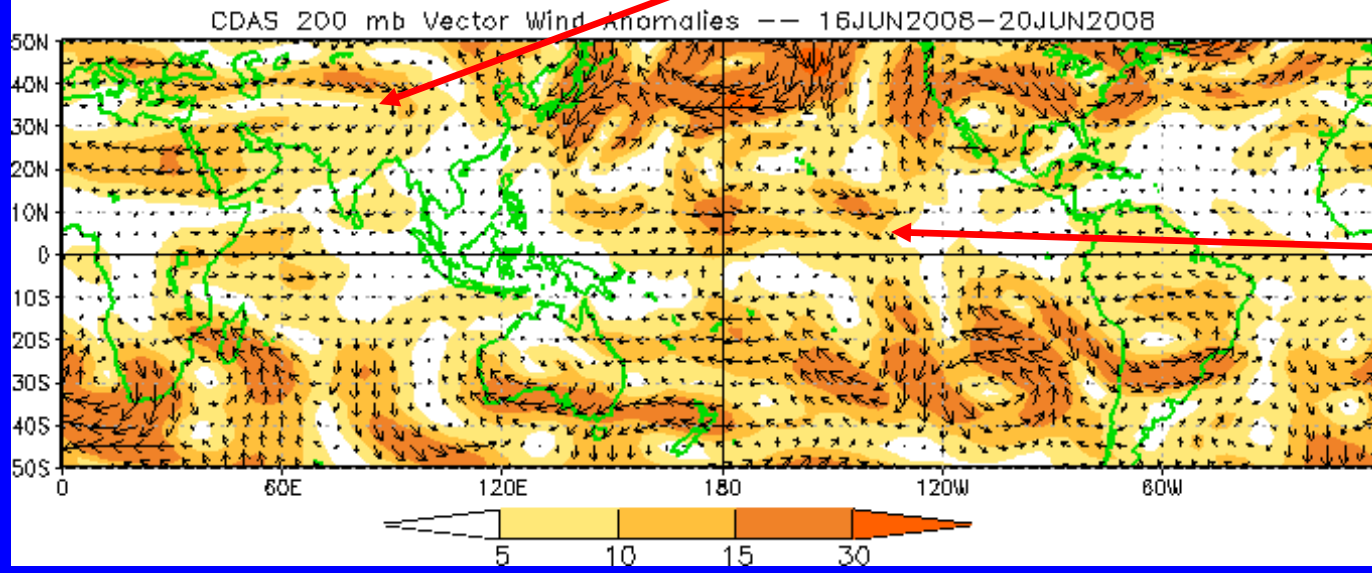 CDAS 200 mb Vector Wind Anomalies -- 16JUN2008-20JUN2008
50N
40N
30N
20N
10N
0
10S
20S
30S
40S
50S
0 60E 120E 180 120W 60W
5 10 15 30